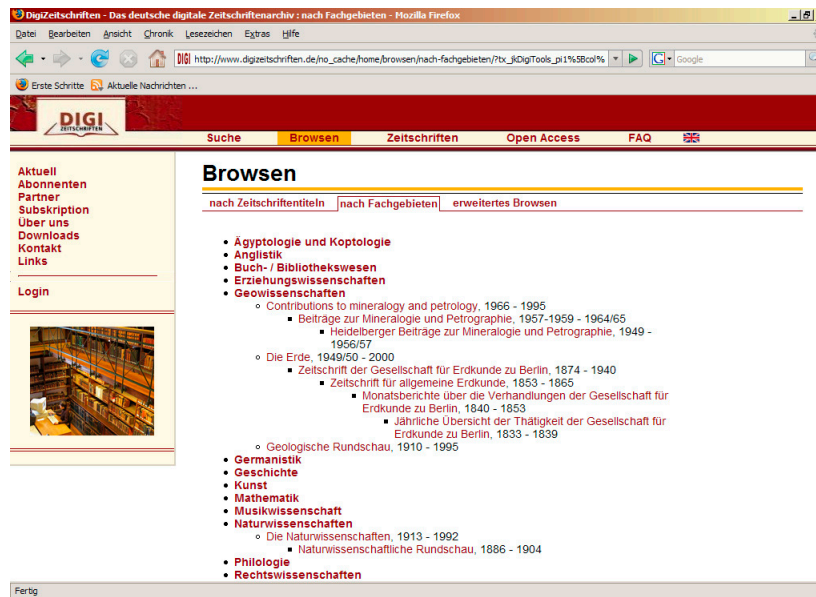 DigiZeitschriften - Das deutsche digitale Zeitschriftenarchiv : nach Fachgebieten - Mozilla Firefox
Datei Bearbeiten Ansicht Chronik Lesezeichen Extras Hilfe
DIGI http://www.digizeitschriften.de/no_cache/home/browsen/nach-fachgebieten/?tx_jkDigiTools_pi1%5Bcol% G Google
Erste Schritte Aktuelle Nachrichten ...
DIGI
ZEITSCHRIFTEN
Suche Browsen Zeitschriften Open Access FAQ
Aktuell
Abonnenten
Partner
Subskription
Über uns
Downloads
Kontakt
Links
Login
Browsen
nach Zeitschriftentiteln nach Fachgebieten erweitertes Browsen
• Ägyptologie und Koptologie
• Anglistik
• Buch- / Bibliothekswesen
• Erziehungswissenschaften
• Geowissenschaften
Contributions to mineralogy and petrology, 1966 - 1995
Beiträge zur Mineralogie und Petrographie, 1957-1959 - 1964/65
Heidelberger Beiträge zur Mineralogie und Petrographie, 1949 -
1956/57
Die Erde, 1949/50 - 2000
Zeitschrift der Gesellschaft für Erdkunde zu Berlin, 1874 - 1940
Zeitschrift für allgemeine Erdkunde, 1853 - 1865
Monatsberichte über die Verhandlungen der Gesellschaft für
Erdkunde zu Berlin, 1840 - 1853
Jährliche Übersicht der Thätigkeit der Gesellschaft für
Erdkunde zu Berlin, 1833 - 1839
Geologische Rundschau, 1910 - 1995
• Germanistik
• Geschichte
• Kunst
• Mathematik
• Musikwissenschaft
• Naturwissenschaften
Die Naturwissenschaften, 1913 - 1992
Naturwissenschaftliche Rundschau, 1886 - 1904
• Philologie
• Rechtswissenschaften
Fertig